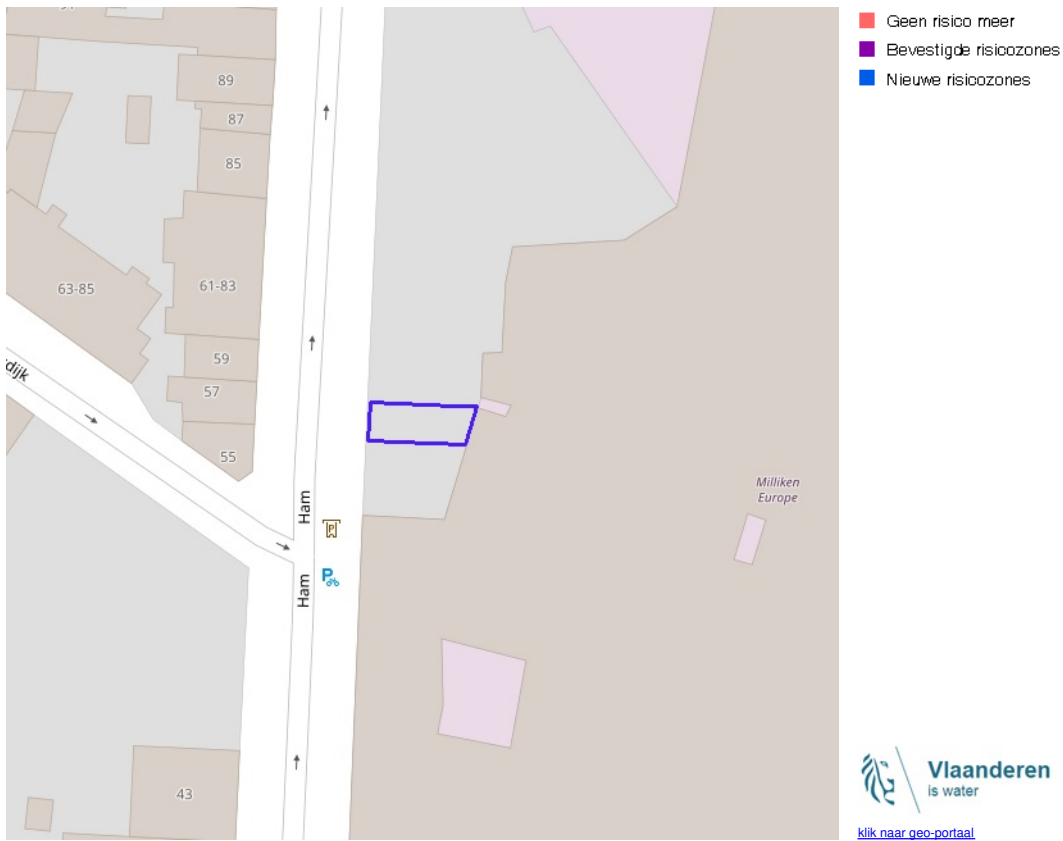 89
87
85
61-83
63-85
59
57
55
dijk
Ham
Ham
P
Milliken
Europe
43
Geen risico meer
Bevestigde risicozones
Nieuwe risicozones
Vlaanderen
is water
klik naar geo-portaal